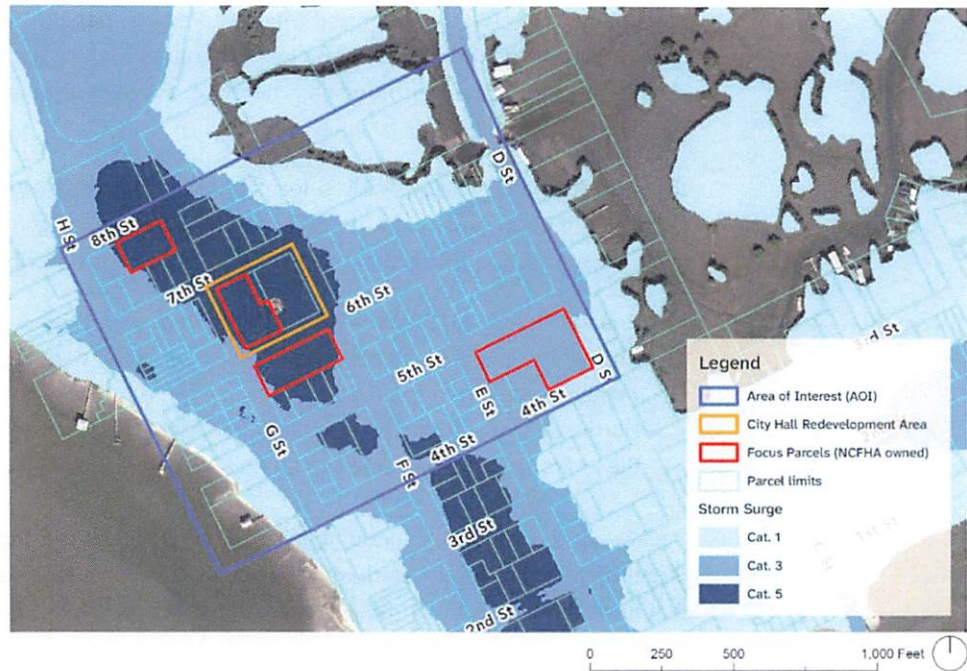 D St
H St
8th St
7th St
6th St
3rd St
5th St
D S
E St
4th St
G St
4th St
F St
3rd St
2nd St
1st St
Legend
Area of Interest (AOI)
City Hall Redevelopment Area
Focus Parcels (NCFHA owned)
Parcel limits
Storm Surge
Cat. 1
Cat. 3
Cat. 5
0 250 500 1,000 Feet